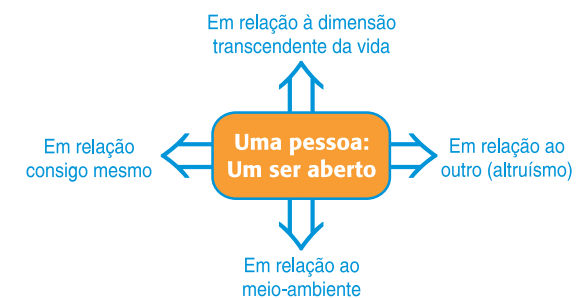 Em relação à dimensão
transcendente da vida
Em relação
consigo mesmo
Uma pessoa:
Um ser aberto
Em relação ao
outro (altruísmo)
Em relação ao
meio-ambiente